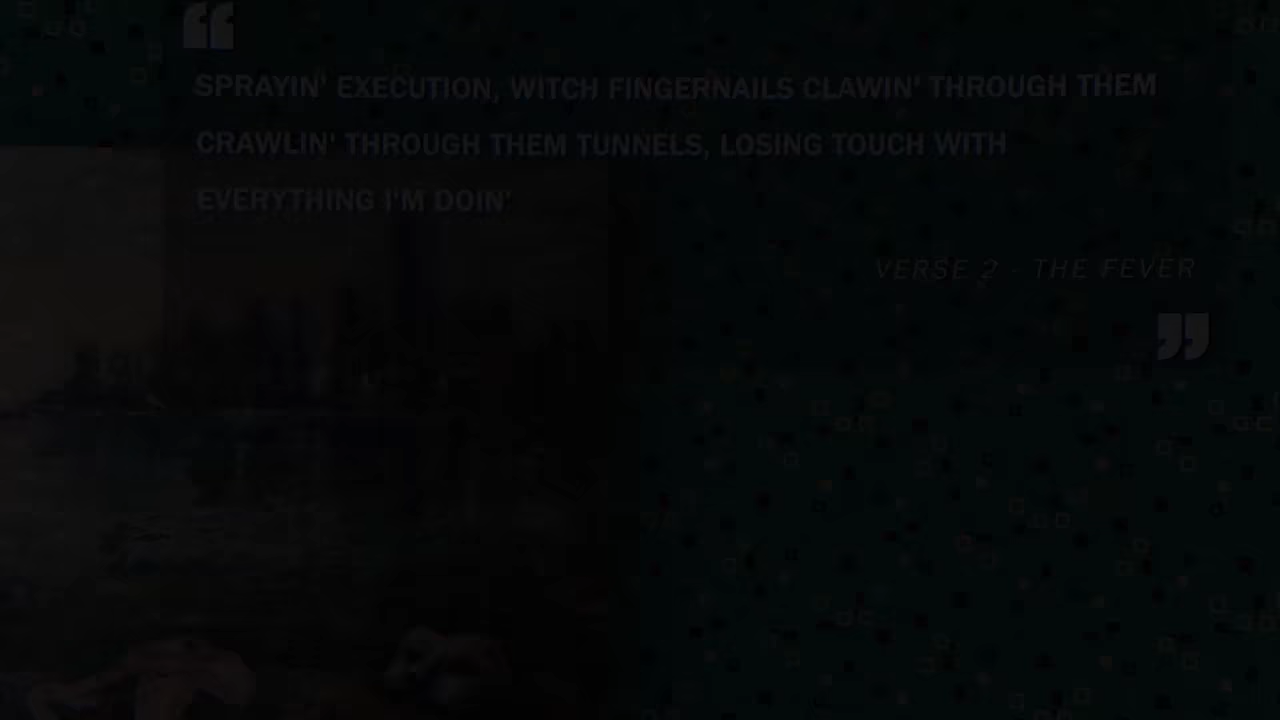 “
SPRAYIN' EXECUTION, WITCH FINGERNAILS CLAWIN' THROUGH THEM
CRAWLIN' THROUGH THEM TUNNELS, LOSING TOUCH WITH
EVERYTHING I'M DOIN'
VERSE 2 - THE FEVER
”